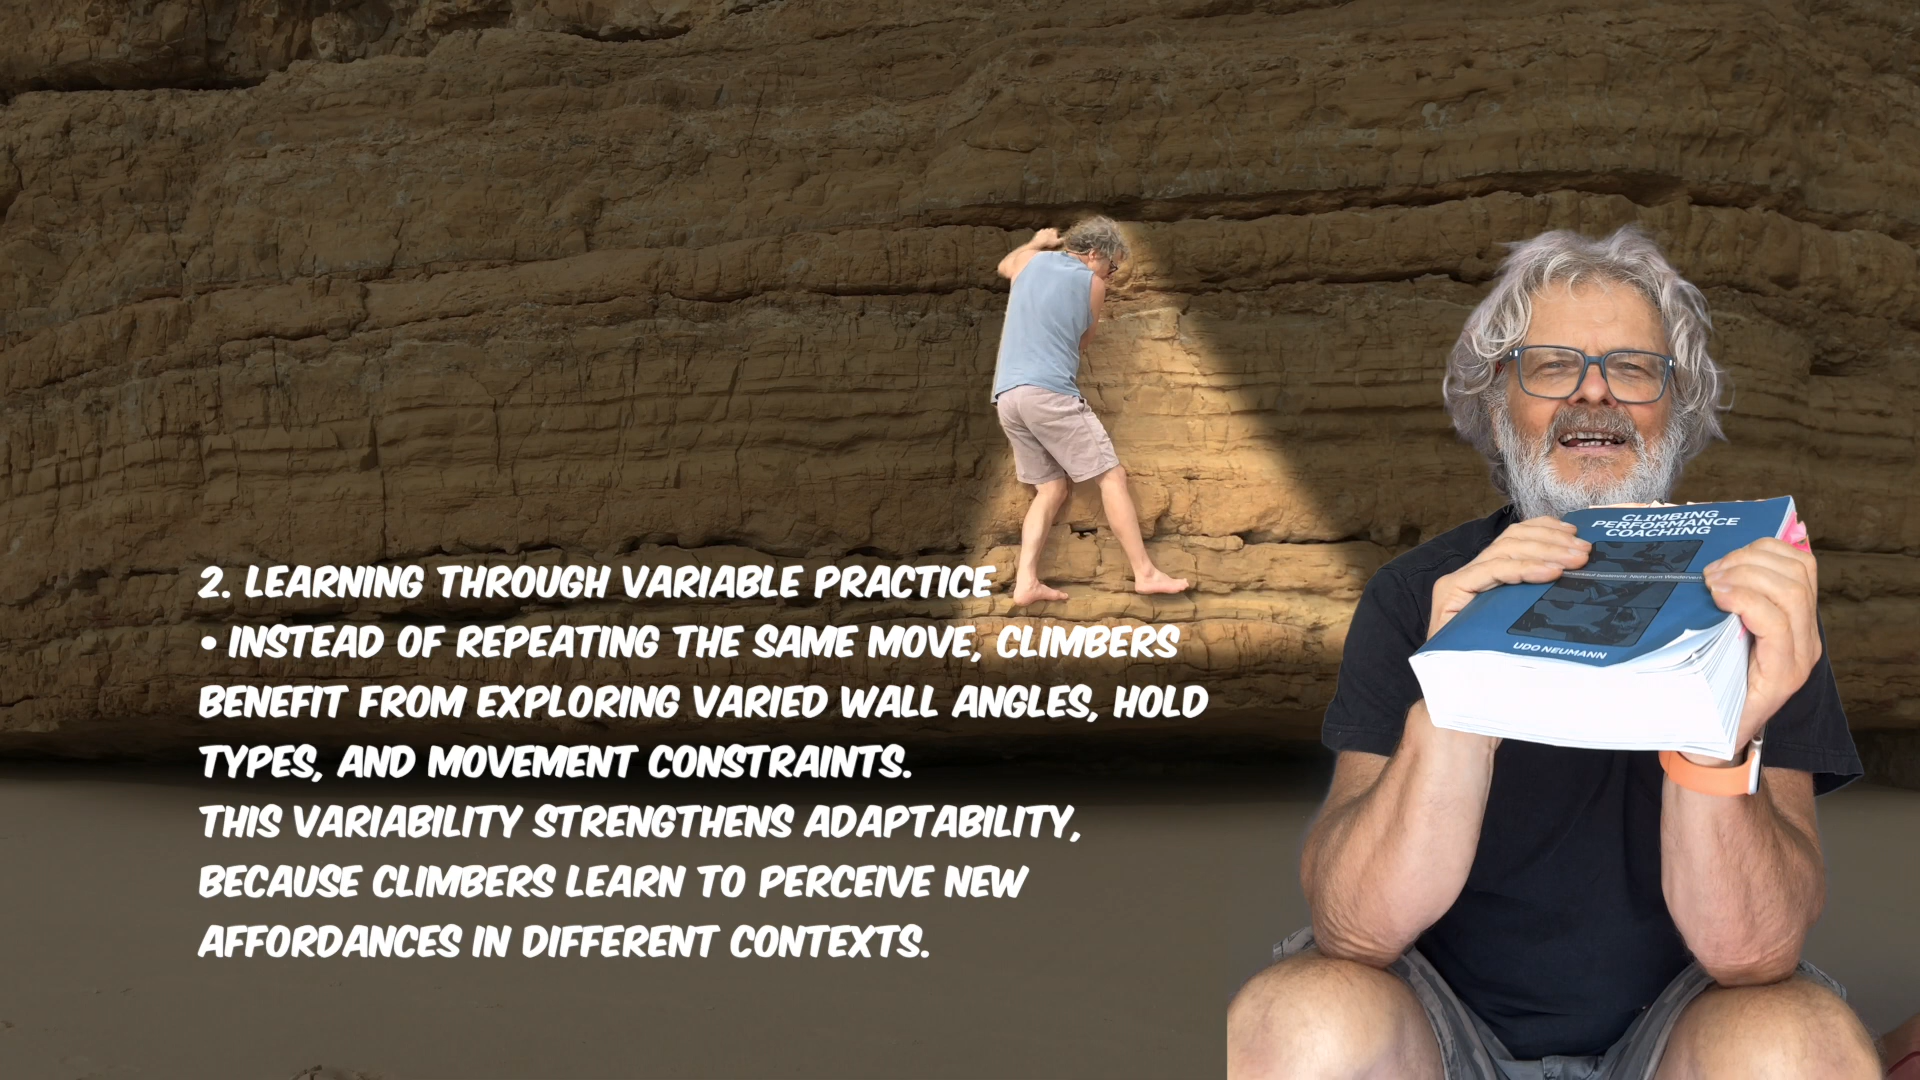 2. LEARNING THROUGH VARIABLE PRACTICE
• INSTEAD OF REPEATING THE SAME MOVE, CLIMBERS
BENEFIT FROM EXPLORING VARIED WALL ANGLES, HOLD
TYPES, AND MOVEMENT CONSTRAINTS.
THIS VARIABILITY STRENGTHENS ADAPTABILITY,
BECAUSE CLIMBERS LEARN TO PERCEIVE NEW
AFFORDANCES IN DIFFERENT CONTEXTS.
CLIMBING
PERFORMANCE
COACHING
UDO NEUMANN